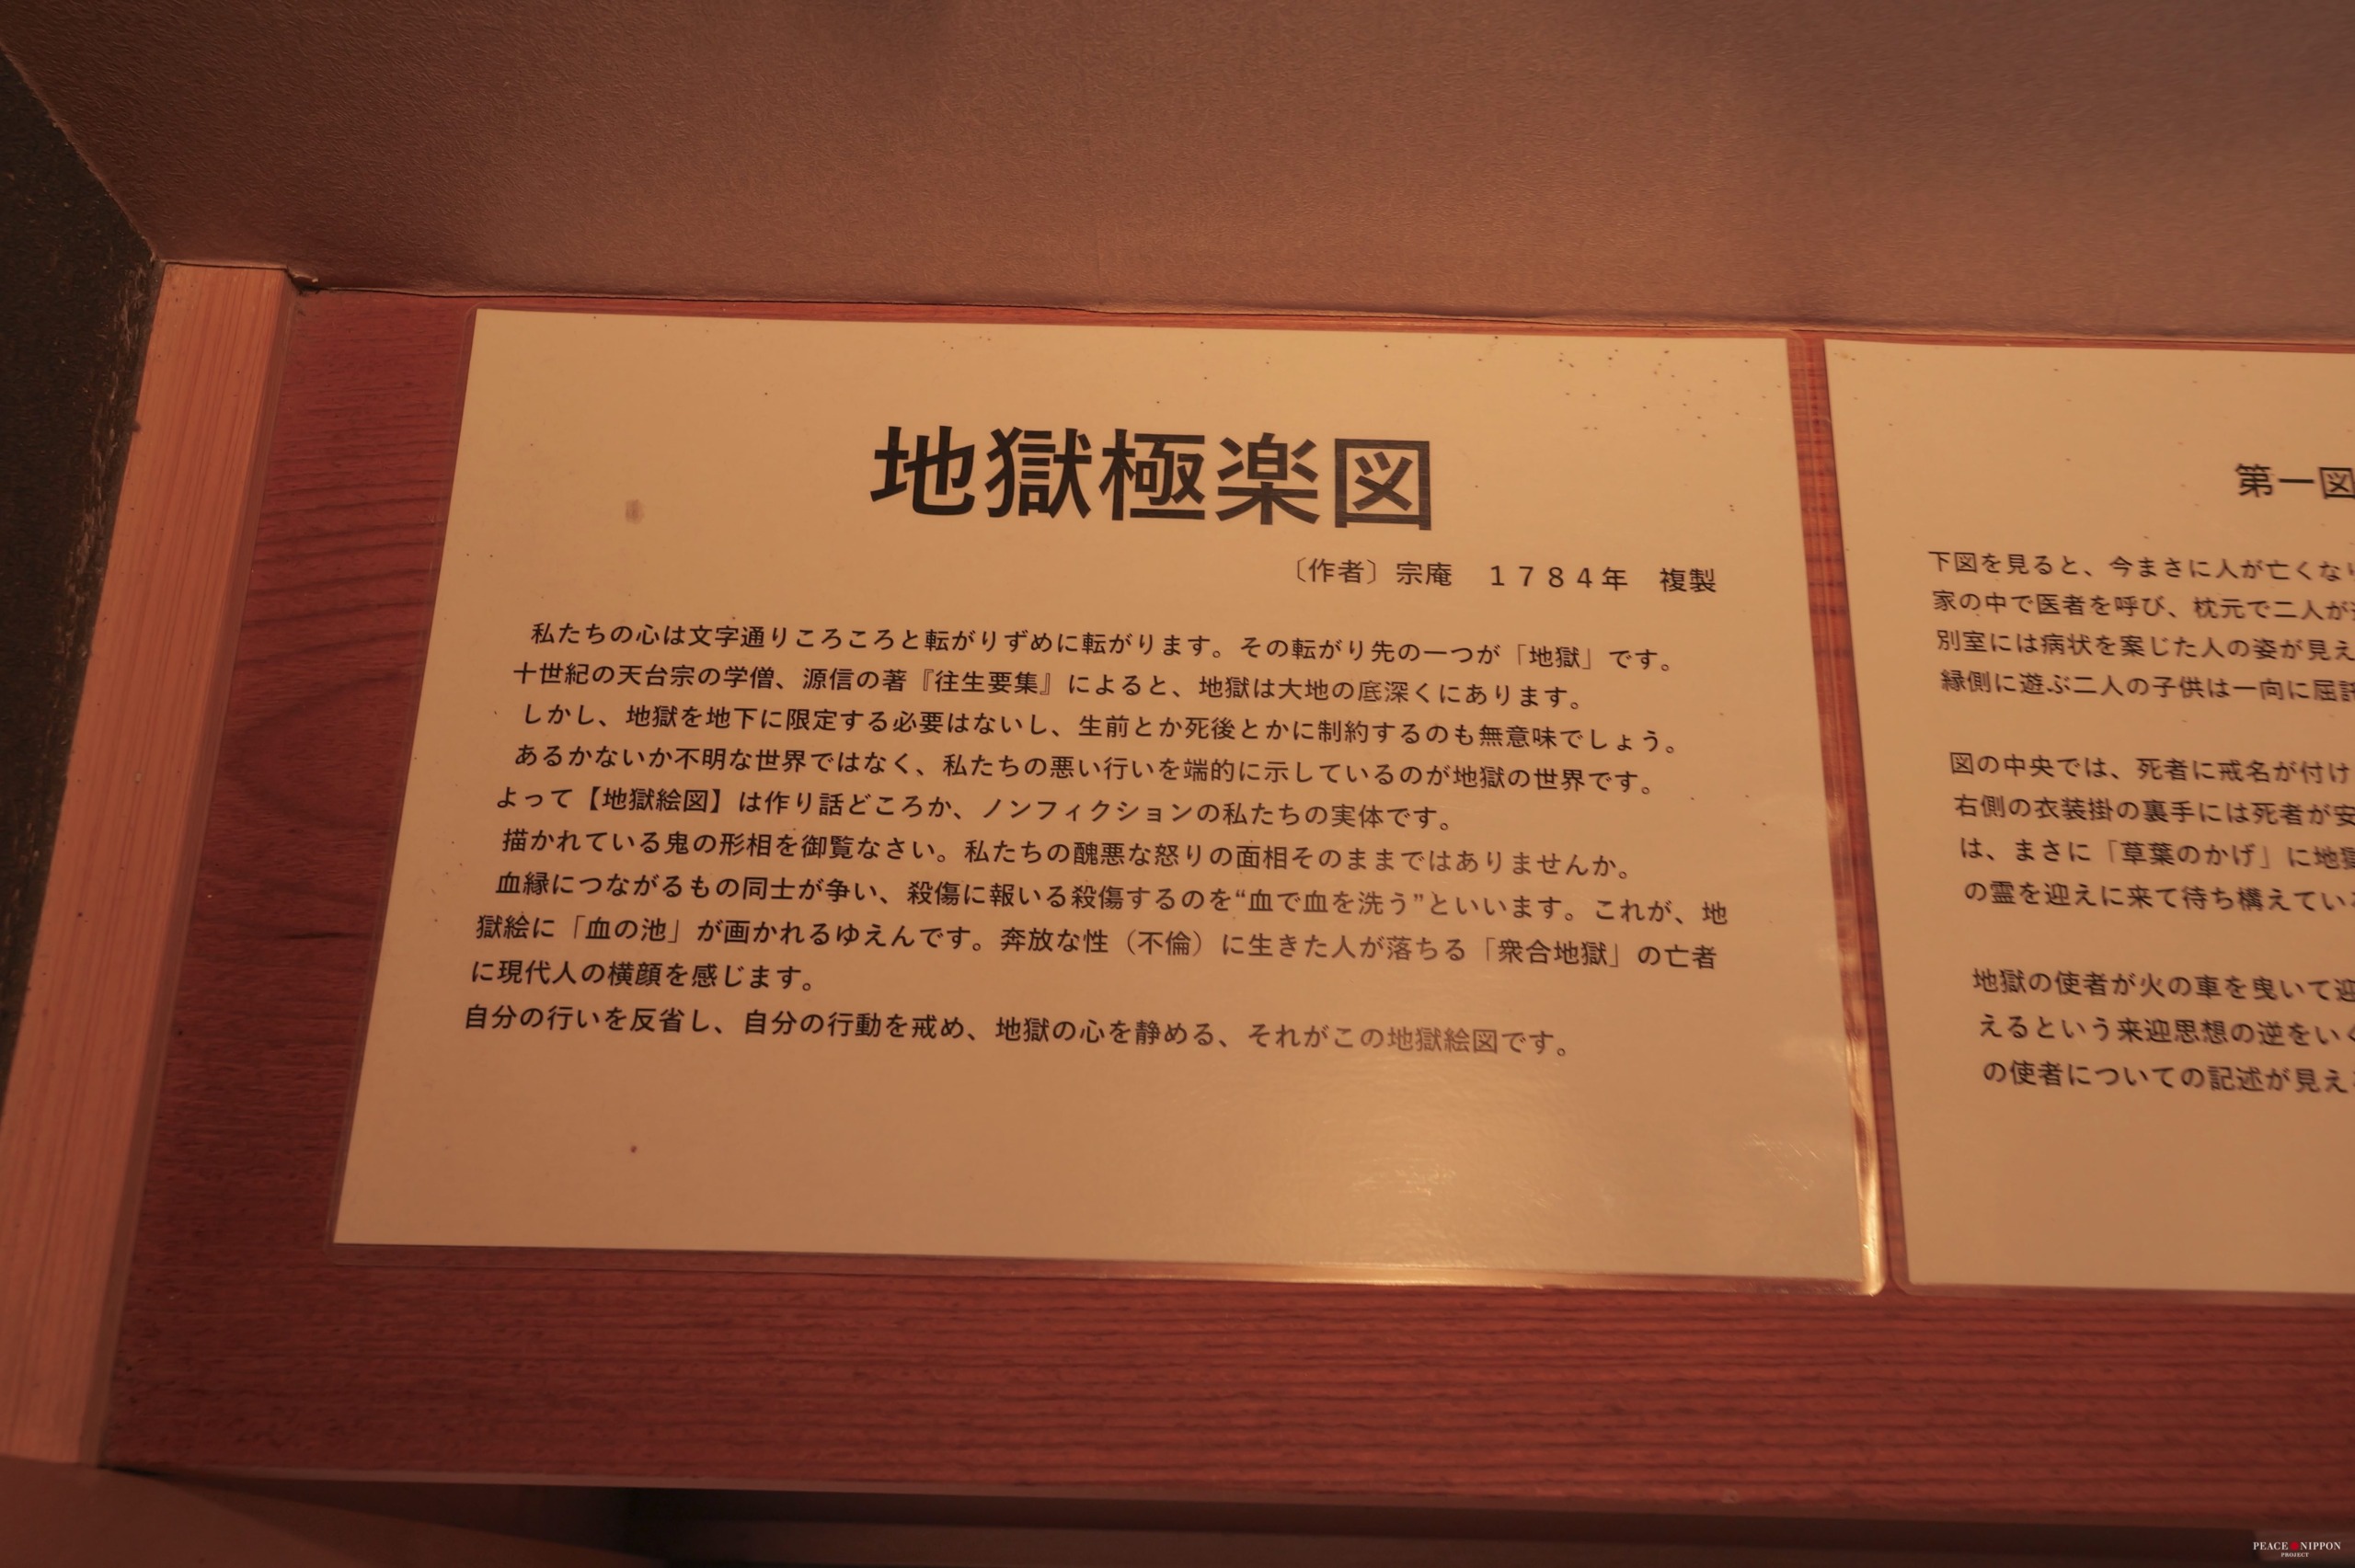 地獄極楽図
〔作者〕宗庵　1784年　複製
私たちの心は文字通りころころと転がりずめに転がります。その転がり先の一つが「地獄」です。
十世紀の天台宗の学僧、源信の著『往生要集』によると、地獄は大地の底深くにあります。
しかし、地獄を地下に限定する必要はないし、生前とか死後とかに制約するのも無意味でしょう。
あるかないか不明な世界ではなく、私たちの悪い行いを端的に示しているのが地獄の世界です。
よって【地獄絵図】は作り話どころか、ノンフィクションの私たちの実体です。
描かれている鬼の形相を御覧なさい。私たちの醜悪な怒りの面相そのままではありませんか。
血縁につながるもの同士が争い、殺傷に報いる殺傷するのを“血で血を洗う”といいます。これが、地
獄絵に「血の池」が画かれるゆえんです。奔放な性（不倫）に生きた人が落ちる「衆合地獄」の亡者
に現代人の横顔を感じます。
自分の行いを反省し、自分の行動を戒め、地獄の心を静める、それがこの地獄絵図です。
第一図
下図を見ると、今まさに人が亡くなり
家の中で医者を呼び、枕元で二人が
別室には病状を案じた人の姿が見え
縁側に遊ぶ二人の子供は一向に屈託
図の中央では、死者に戒名が付け
右側の衣装掛の裏手には死者が安
は、まさに「草葉のかげ」に地獄
の霊を迎えに来て待ち構えてい
地獄の使者が火の車を曳いて迎
えるという来迎思想の逆をいく
の使者についての記述が見え
PEACE NIPPON
PROJECT